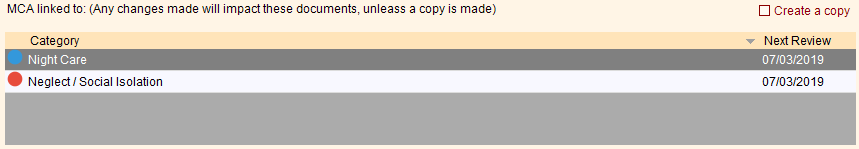 MCA linked to: (Any changes made will impact these documents, unleass a copy is made) Create a copy
Category Next Review
Night Care 07/03/2019
Neglect / Social Isolation 07/03/2019